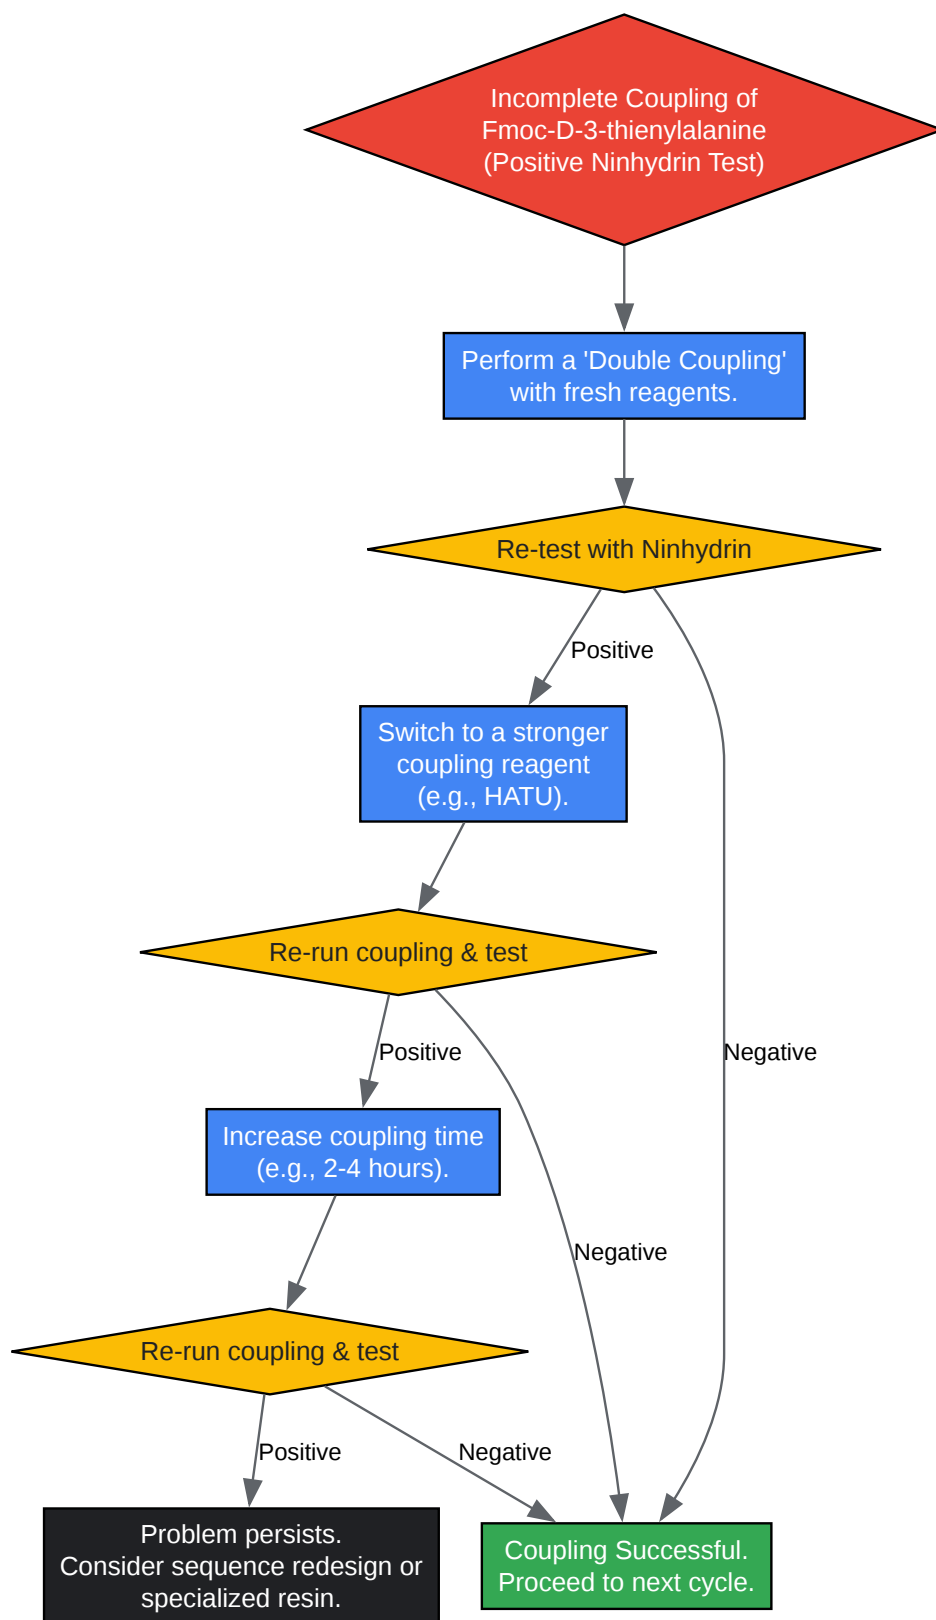 Incomplete Coupling of
Fmoc-D-3-thienylalanine
(Positive Ninhydrin Test)
Perform a 'Double Coupling'
with fresh reagents.
Re-test with Ninhydrin
Positive
Switch to a stronger
coupling reagent
(e.g., HATU).
Re-run coupling & test
Positive
Negative
Increase coupling time
(e.g., 2-4 hours).
Negative
Re-run coupling & test
Positive
Negative
Problem persists.
Consider sequence redesign or
specialized resin.
Coupling Successful.
Proceed to next cycle.